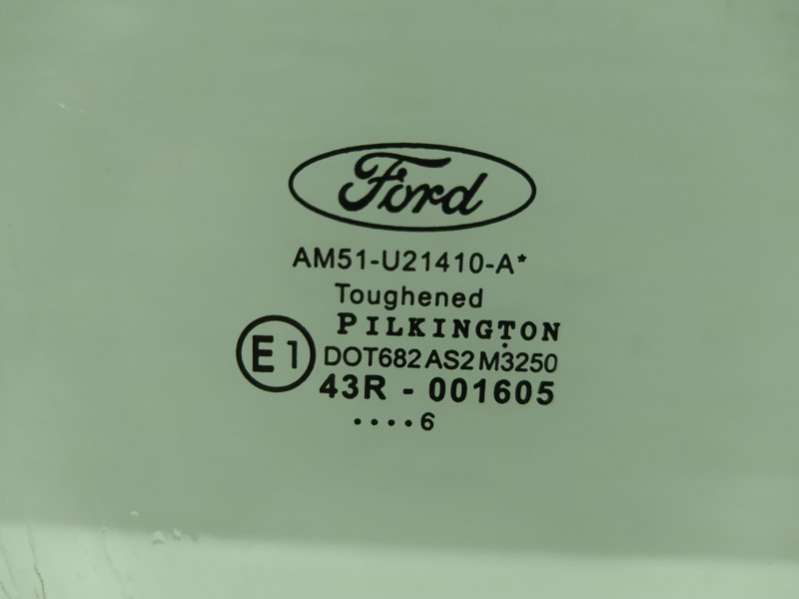 Ford
AM51-U21410-A*
Toughened
PILKINGTON
E1 DOT682 AS2 M3250
43R - 001605
....6